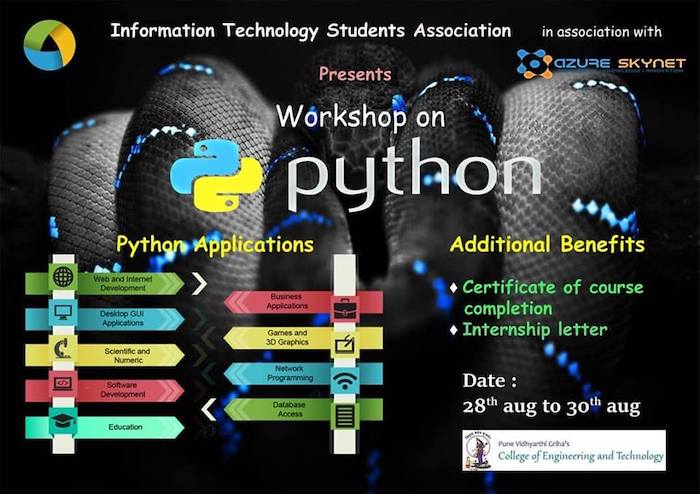 Information Technology Students Association
in association with
AZURE SKYNET
KNOWLEDGE | INNOVATION
Presents
Workshop on
python
Python Applications
Web and Internet
Development
Desktop GUI
Applications
Scientific and
Numeric
Software
Development
Education
Business
Applications
Games and
3D Graphics
Network
Programming
Database
Access
Additional Benefits
Certificate of course
completion
Internship letter
Date :
28th aug to 30th aug
Pune Vidhyarthi Griha's
College of Engineering and Technology